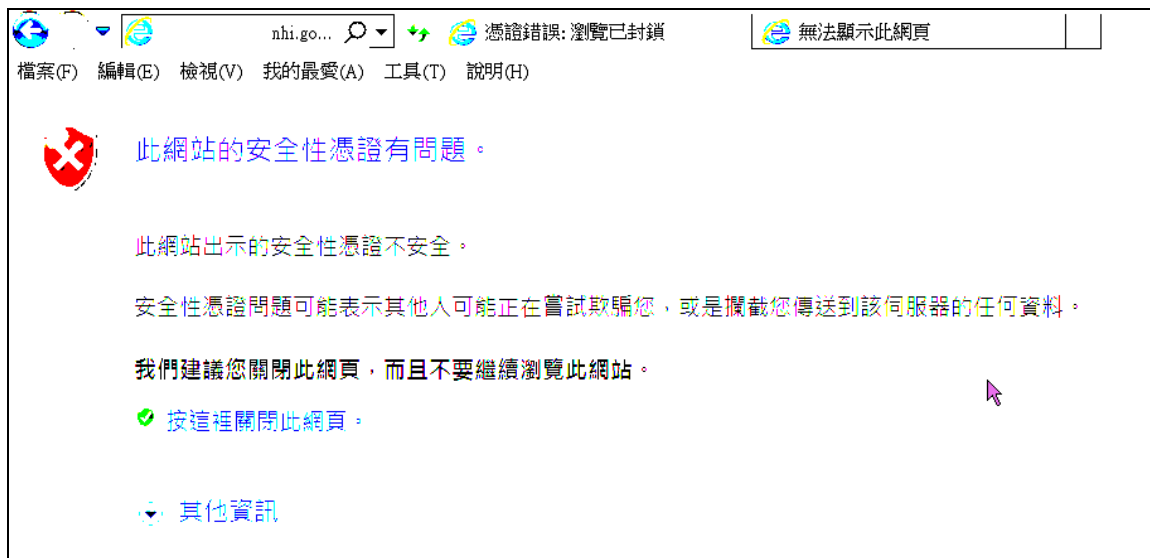 nhi.go... 憑證錯誤: 瀏覽已封鎖 無法顯示此網頁
檔案(F) 編輯(E) 檢視(V) 我的最愛(A) 工具(T) 說明(H)
此網站的安全性憑證有問題。
此網站出示的安全性憑證不安全。
安全性憑證問題可能表示其他人可能正在嘗試欺騙您，或是攔截您傳送到該伺服器的任何資料。
我們建議您關閉此網頁，而且不要繼續瀏覽此網站。
按這裡關閉此網頁。
其他資訊